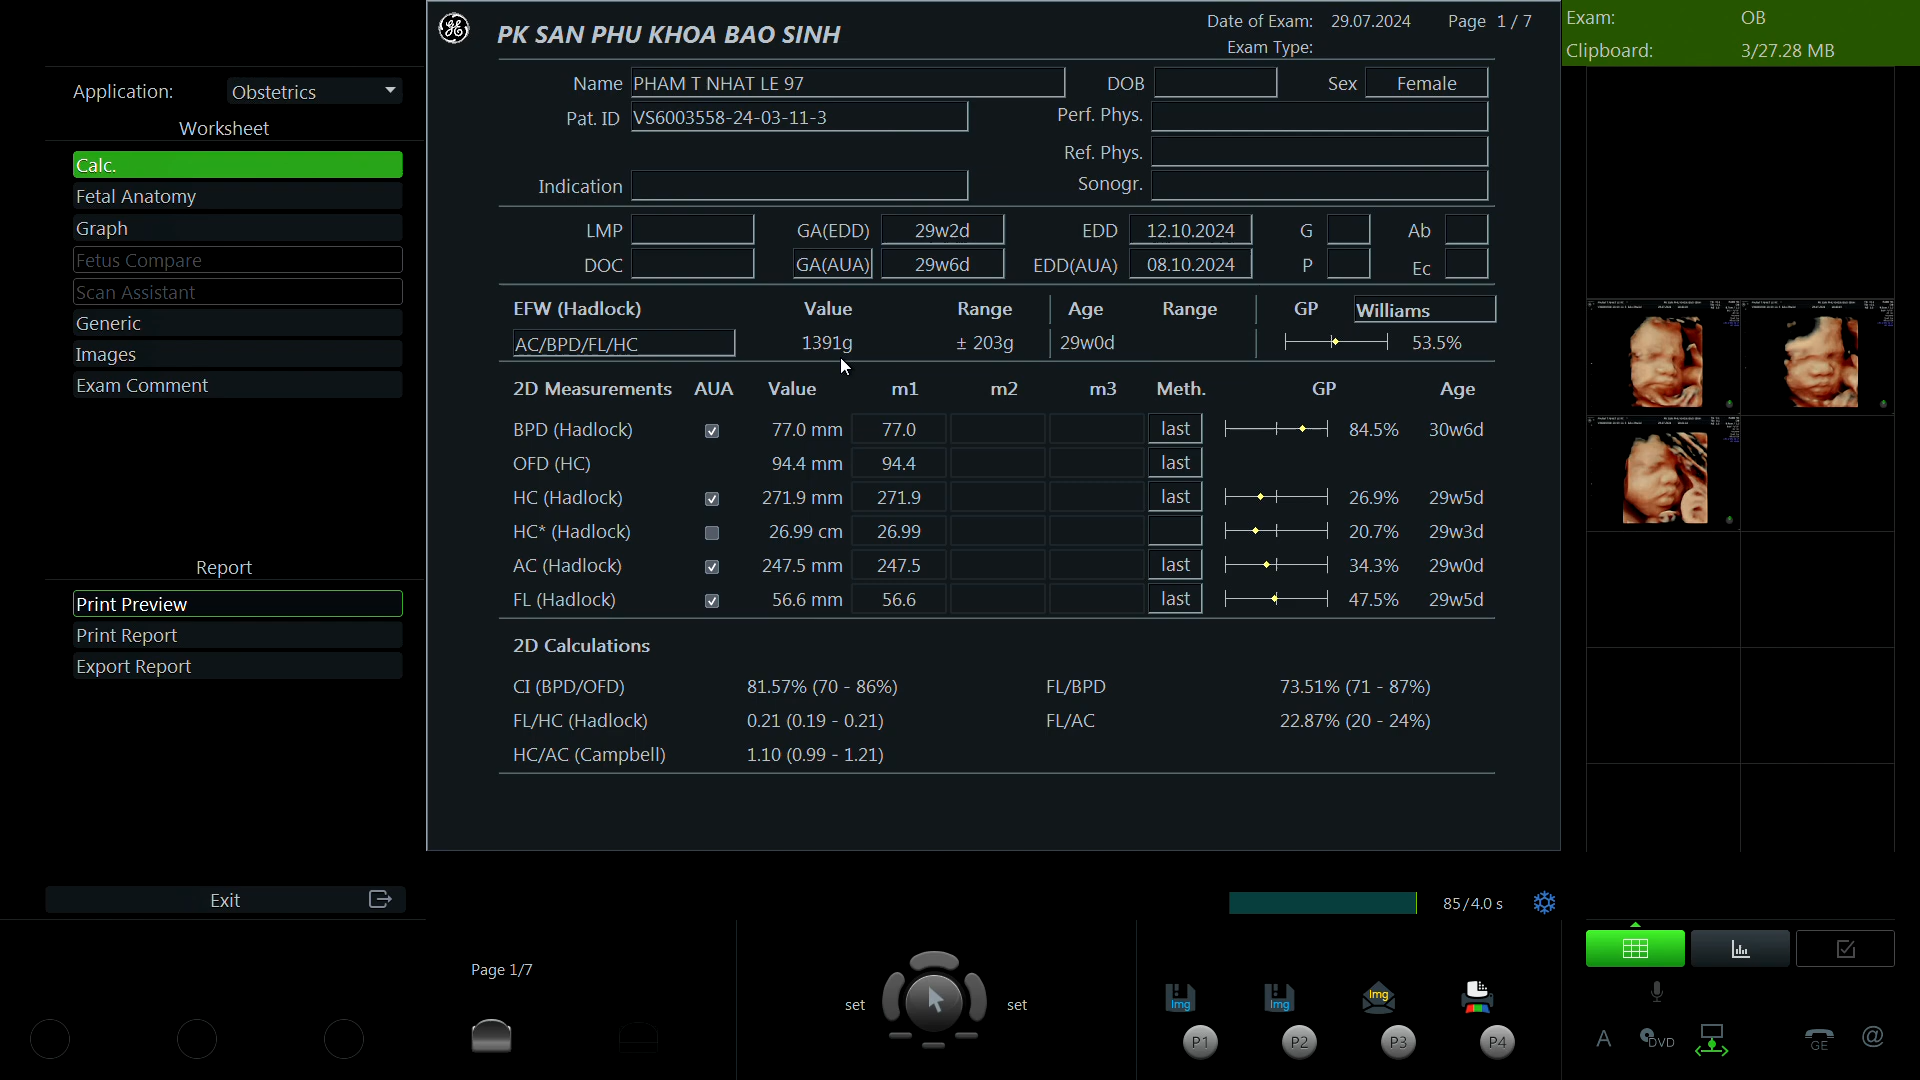 PK SAN PHU KHOA BAO SINH
Date of Exam: 29.07.2024 Page 1 / 7
Exam Type:
Exam: OB
Clipboard: 3/27.28 MB
Application: Obstetrics
Worksheet
Calc.
Fetal Anatomy
Graph
Fetus Compare
Scan Assistant
Generic
Images
Exam Comment
Report
Print Preview
Print Report
Export Report
Exit
Name PHAM T NHAT LE 97 DOB Sex Female
Pat. ID VS6003558-24-03-11-3 Perf. Phys.
Ref. Phys.
Indication Sonogr.
LMP GA(EDD) 29w2d EDD 12.10.2024 G Ab
DOC GA(AUA) 29w6d EDD(AUA) 08.10.2024 P Ec
EFW (Hadlock) Value Range Age Range GP Williams
AC/BPD/FL/HC 1391g ± 203g 29w0d 53.5%
2D Measurements AUA Value m1 m2 m3 Meth. GP Age
BPD (Hadlock) 77.0 mm 77.0 last 84.5% 30w6d
OFD (HC) 94.4 mm 94.4 last
HC (Hadlock) 271.9 mm 271.9 last 26.9% 29w5d
HC* (Hadlock) 26.99 cm 26.99 20.7% 29w3d
AC (Hadlock) 247.5 mm 247.5 last 34.3% 29w0d
FL (Hadlock) 56.6 mm 56.6 last 47.5% 29w5d
2D Calculations
CI (BPD/OFD) 81.57% (70 - 86%) FL/BPD 73.51% (71 - 87%)
FL/HC (Hadlock) 0.21 (0.19 - 0.21) FL/AC 22.87% (20 - 24%)
HC/AC (Campbell) 1.10 (0.99 - 1.21)
85/4.0 s
Page 1/7
set set
Img Img Img
P1 P2 P3 P4
A DVD GE @